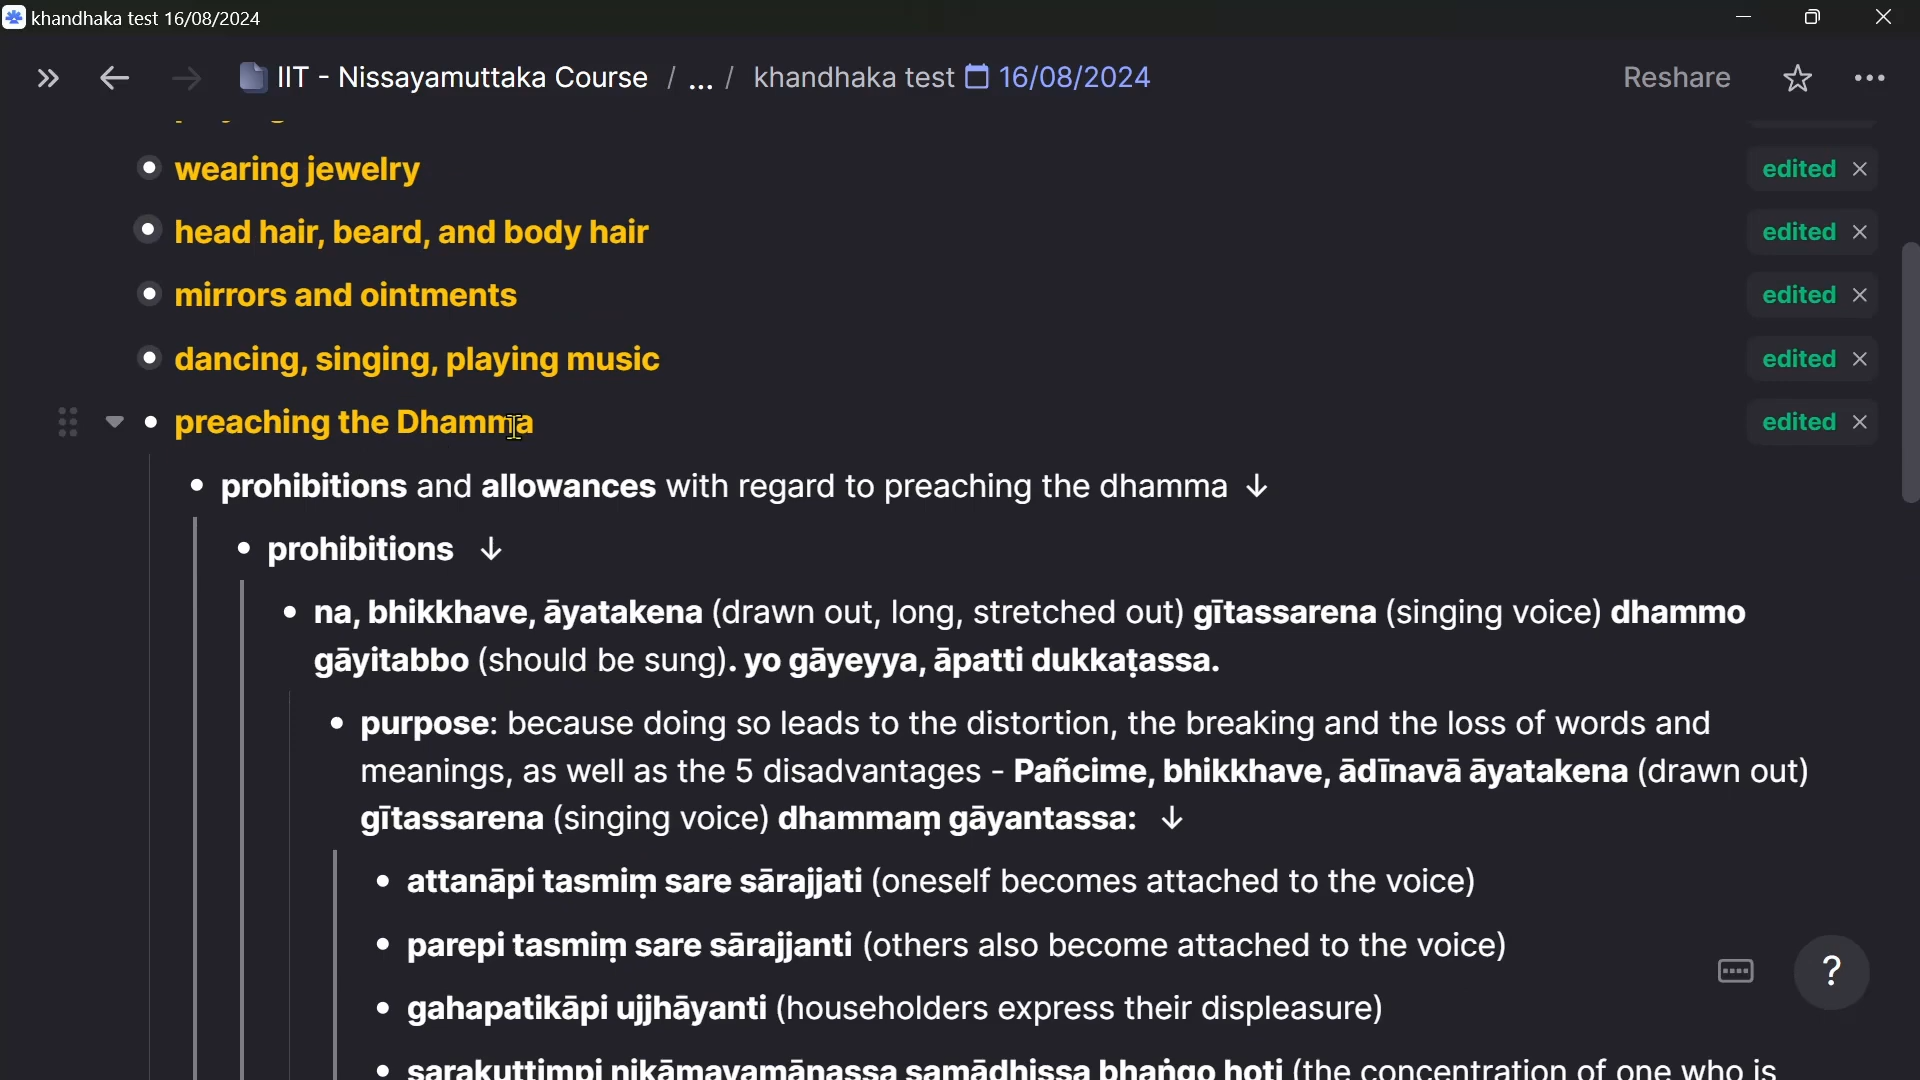 khandhaka test 16/08/2024
IIT - Nissayamuttaka Course / ... / khandhaka test 16/08/2024 Reshare
wearing jewelry edited
head hair, beard, and body hair edited
mirrors and ointments edited
dancing, singing, playing music edited
preaching the Dhamma edited
prohibitions and allowances with regard to preaching the dhamma ↓
prohibitions ↓
na, bhikkhave, āyatakena (drawn out, long, stretched out) gītassarena (singing voice) dhammo
gāyitabbo (should be sung). yo gāyeyya, āpatti dukkaṭassa.
purpose: because doing so leads to the distortion, the breaking and the loss of words and
meanings, as well as the 5 disadvantages - Pañcime, bhikkhave, ādīnavā āyatakena (drawn out)
gītassarena (singing voice) dhammaṃ gāyantassa: ↓
attanāpi tasmiṃ sare sārajjati (oneself becomes attached to the voice)
parepi tasmiṃ sare sārajjanti (others also become attached to the voice)
gahapatikāpi ujjhāyanti (householders express their displeasure)
sarakuttimpi nikāmayamānassa samādhissa bhaṅgo hoti (the concentration of one who is
?